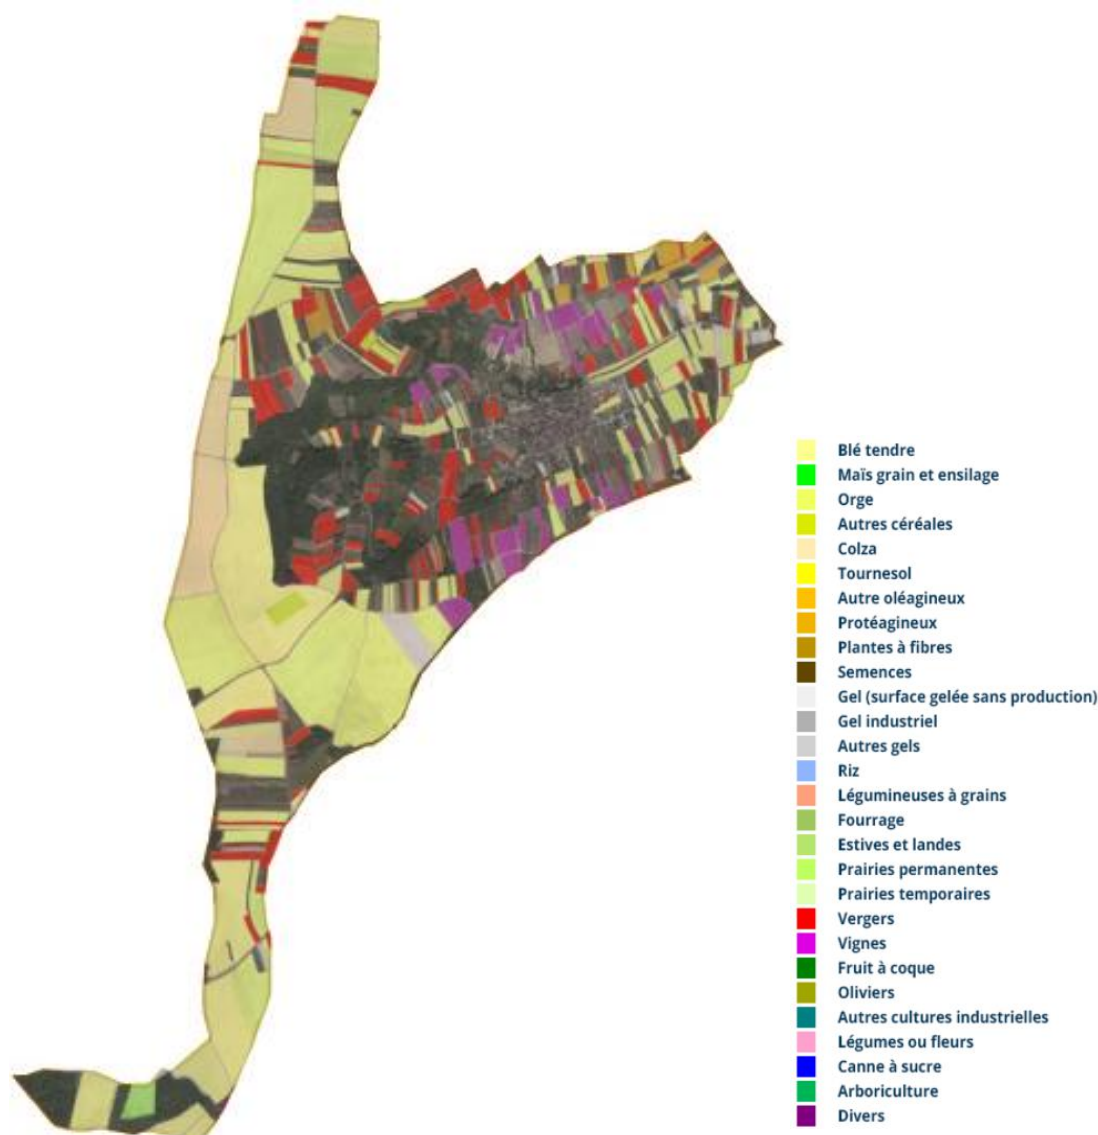 Blé tendre
Maïs grain et ensilage
Orge
Autres céréales
Colza
Tournesol
Autre oléagineux
Protéagineux
Plantes à fibres
Semences
Gel (surface gelée sans production)
Gel industriel
Autres gels
Riz
Légumineuses à grains
Fourrage
Estives et landes
Prairies permanentes
Prairies temporaires
Vergers
Vignes
Fruit à coque
Oliviers
Autres cultures industrielles
Légumes ou fleurs
Canne à sucre
Arboriculture
Divers